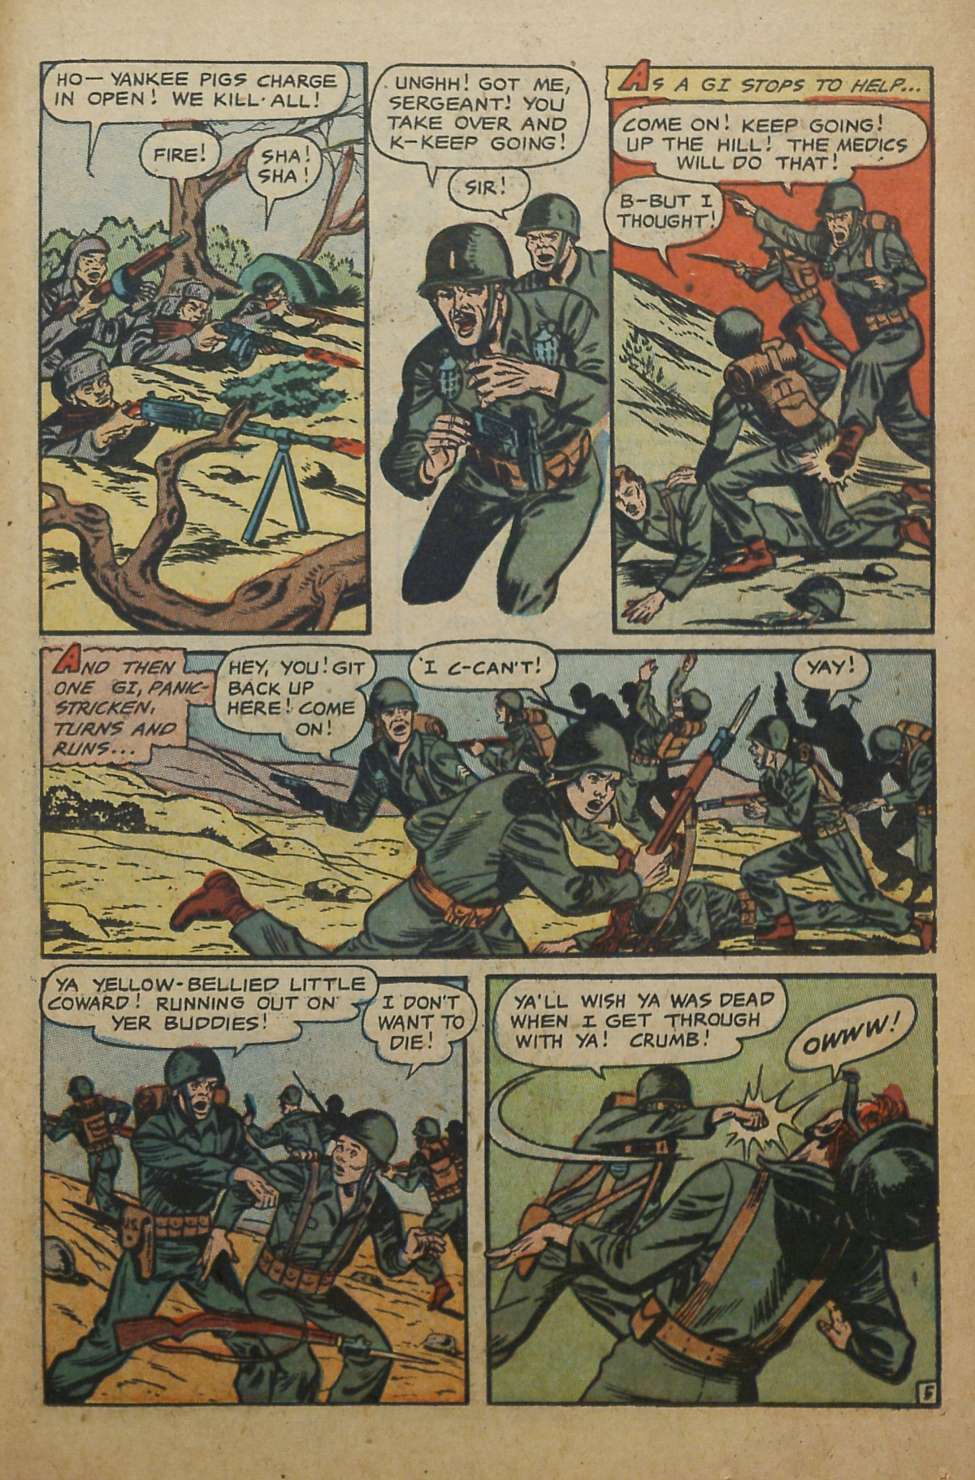 HO— YANKEE PIGS CHARGE
IN OPEN! WE KILL ALL!
FIRE!
SHA!
SHA!
UNGHH! GOT ME,
SERGEANT! YOU
TAKE OVER AND
K-KEEP GOING!
SIR!
AS A GI STOPS TO HELP...
COME ON! KEEP GOING!
UP THE HILL! THE MEDICS
WILL DO THAT!
B-BUT I
THOUGHT!
AND THEN
ONE GI, PANIC-
STRICKEN,
TURNS AND
RUNS...
HEY, YOU! GIT
BACK UP
HERE! COME
ON!
'I C-CAN'T!
YAY!
YA YELLOW-BELLIED LITTLE
COWARD! RUNNING OUT ON
YER BUDDIES!
I DON'T
WANT TO
DIE!
YA'LL WISH YA WAS DEAD
WHEN I GET THROUGH
WITH YA! CRUMB!
OWWW!
U.S.
5